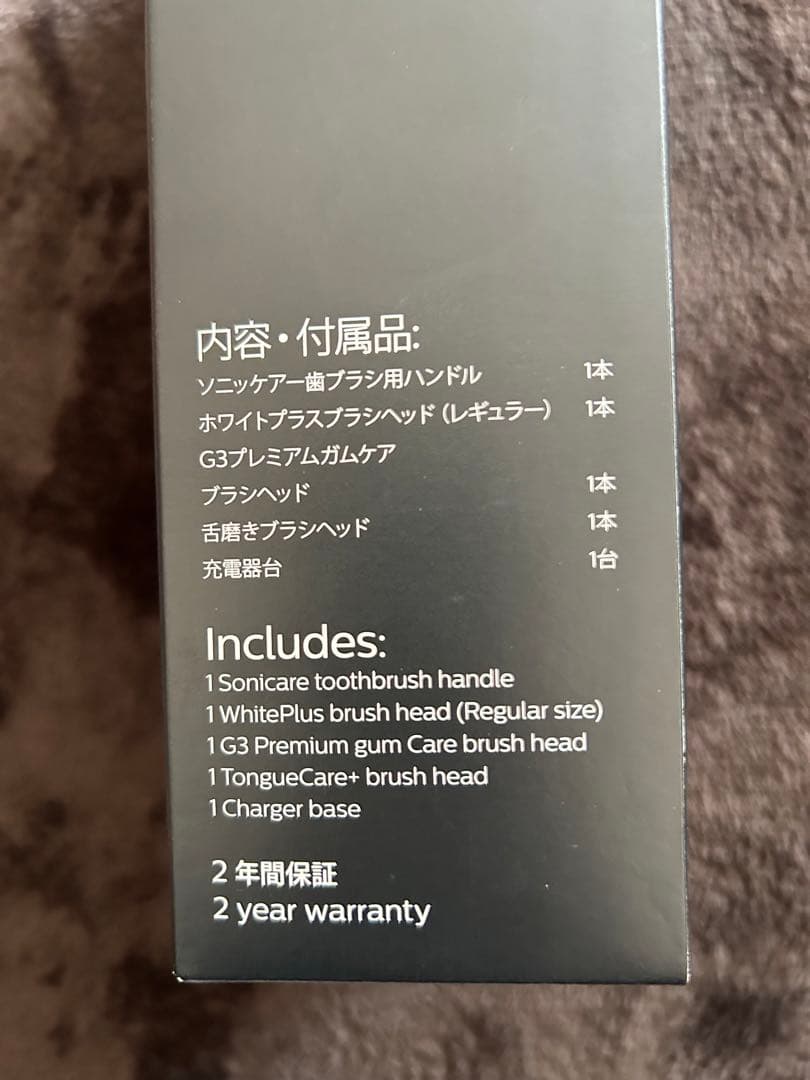 内容・付属品:
ソニッケアー歯ブラシ用ハンドル 1本
ホワイトプラスブラシヘッド（レギュラー） 1本
G3プレミアムガムケア
ブラシヘッド 1本
舌磨きブラシヘッド 1本
充電器台 1台
Includes:
1 Sonicare toothbrush handle
1 WhitePlus brush head (Regular size)
1 G3 Premium gum Care brush head
1 TongueCare+ brush head
1 Charger base
2 年間保証
2 year warranty